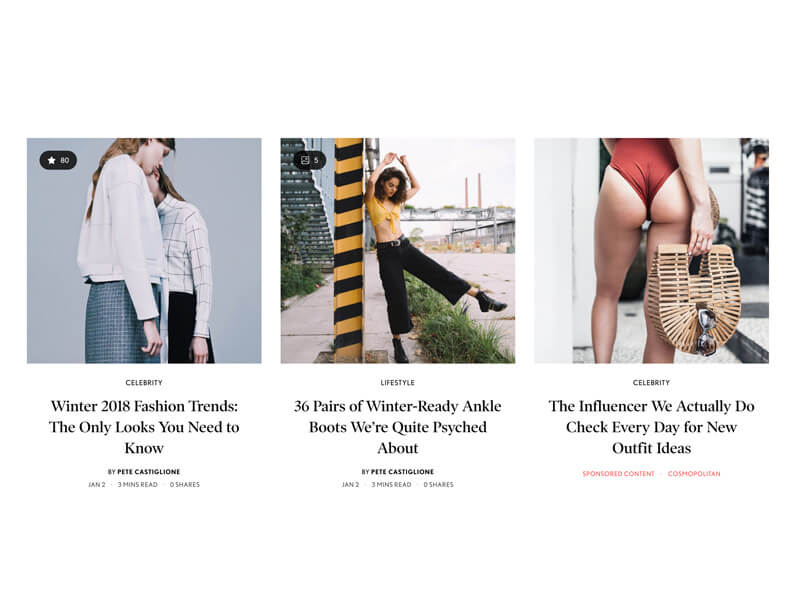 80
5
CELEBRITY
Winter 2018 Fashion Trends:
The Only Looks You Need to
Know
BY PETE CASTIGLIONE
JAN 2 · 3 MINS READ · 0 SHARES
LIFESTYLE
36 Pairs of Winter-Ready Ankle
Boots We’re Quite Psyched
About
BY PETE CASTIGLIONE
JAN 2 · 3 MINS READ · 0 SHARES
CELEBRITY
The Influencer We Actually Do
Check Every Day for New
Outfit Ideas
SPONSORED CONTENT · COSMOPOLITAN